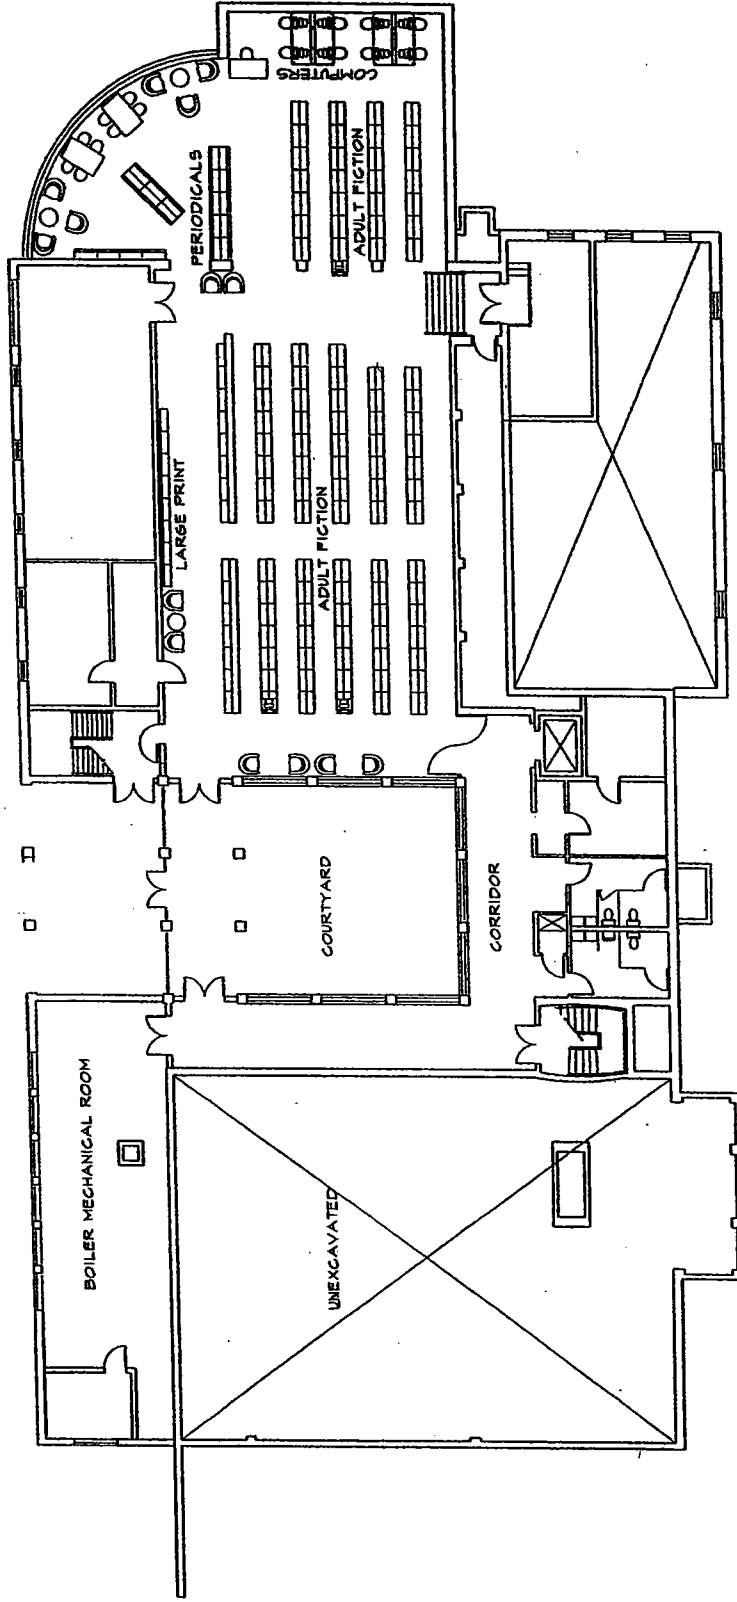 COMPUTERS
PERIODICALS
ADULT FICTION
LARGE PRINT
ADULT FICTION
COURTYARD
CORRIDOR
BOILER MECHANICAL ROOM
UNEXCAVATED